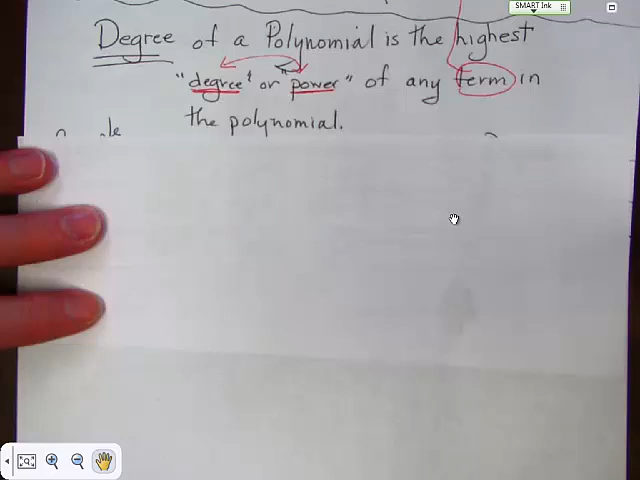 SMART Ink
Degree of a Polynomial is the highest
"degree" or power" of any term in
the polynomial.